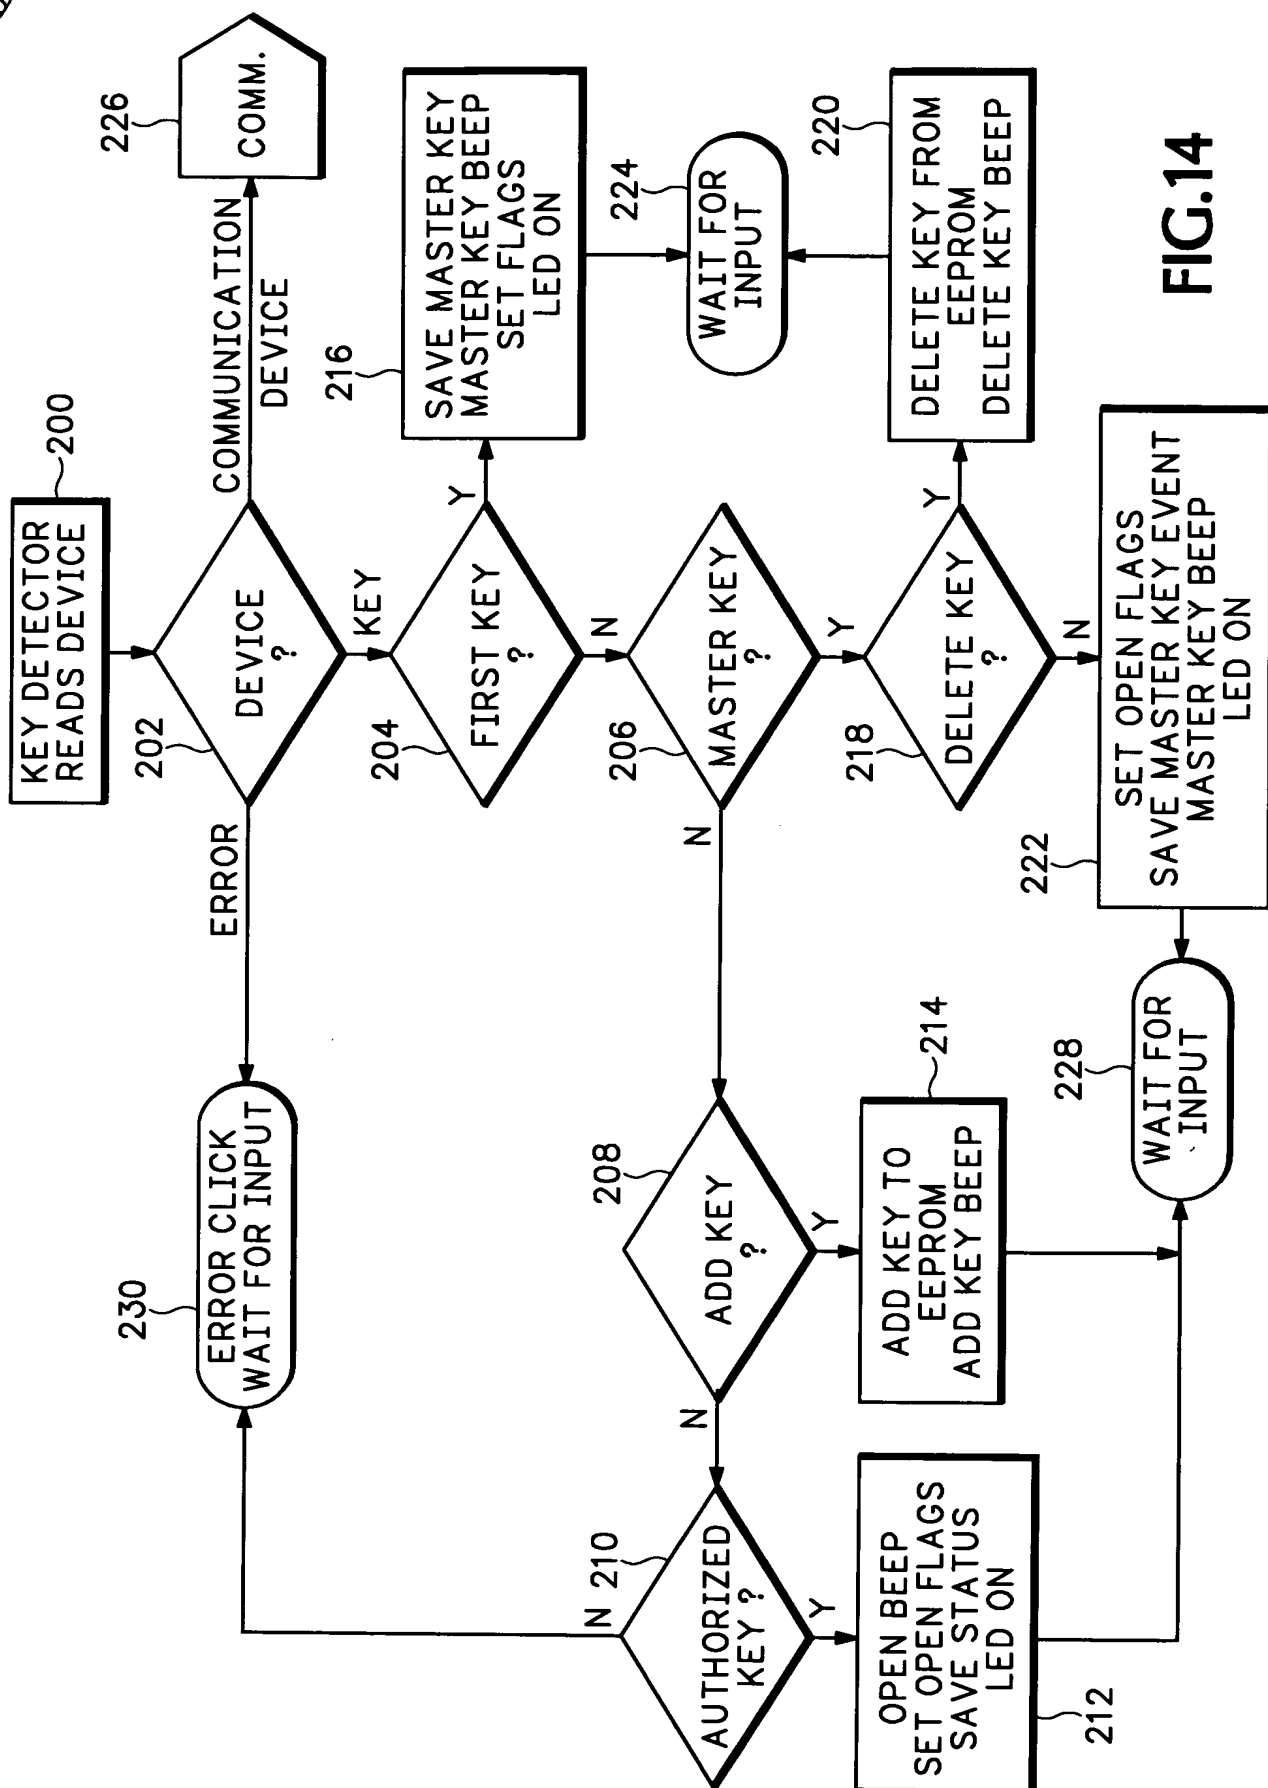 KEY DETECTOR
READS DEVICE
200
DEVICE
?
202
COMMUNICATION
DEVICE
COMM.
226
ERROR
ERROR CLICK
WAIT FOR INPUT
230
KEY
FIRST KEY
?
204
Y
SAVE MASTER KEY
MASTER KEY BEEP
SET FLAGS
LED ON
216
N
MASTER KEY
?
206
WAIT FOR
INPUT
224
N
Y
DELETE KEY
?
218
Y
DELETE KEY FROM
EEPROM
DELETE KEY BEEP
220
N
SET OPEN FLAGS
SAVE MASTER KEY EVENT
MASTER KEY BEEP
LED ON
222
ADD KEY
?
208
Y
ADD KEY TO
EEPROM
ADD KEY BEEP
214
WAIT FOR
INPUT
228
N
AUTHORIZED
KEY ?
210
N
Y
OPEN BEEP
SET OPEN FLAGS
SAVE STATUS
LED ON
212
FIG.14